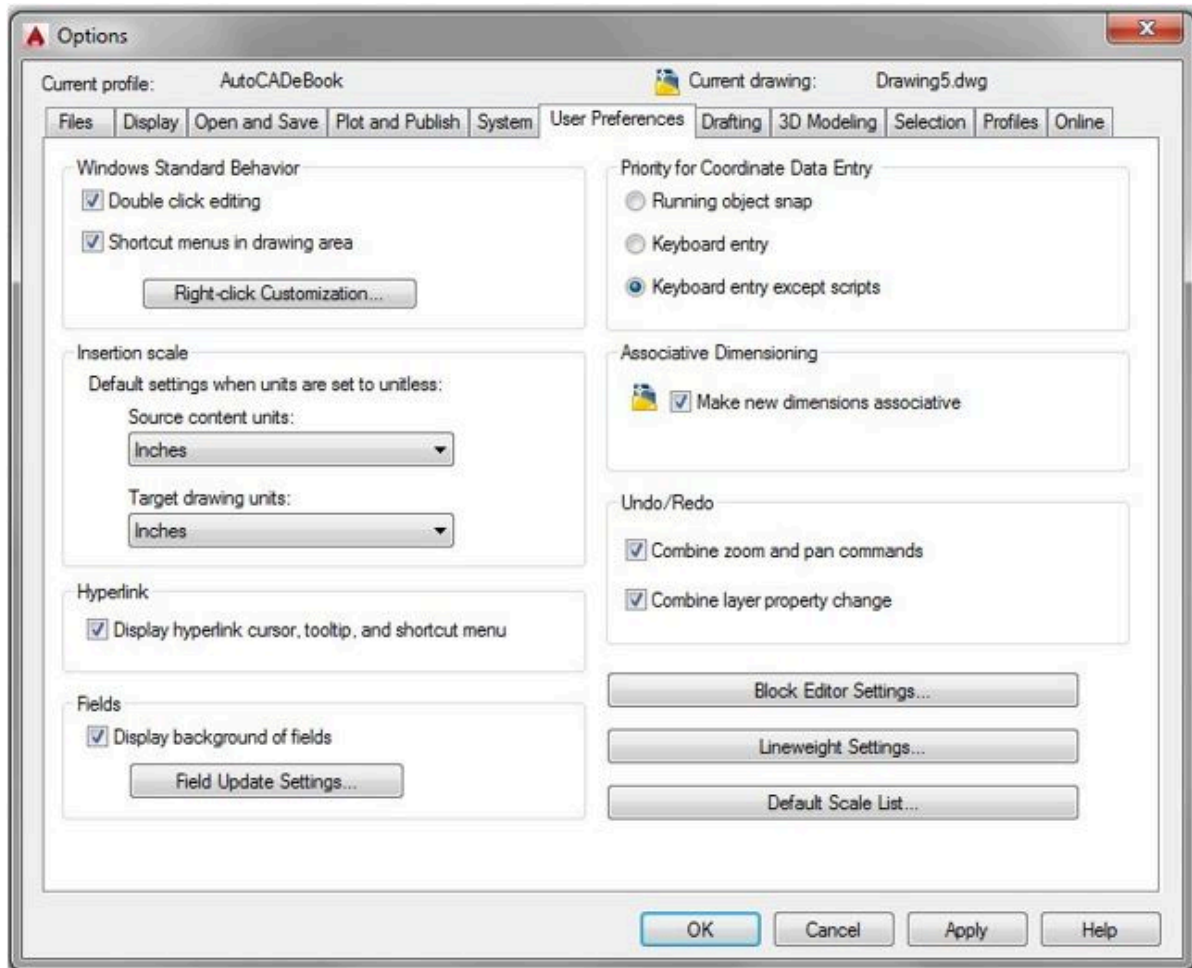 Options
Current profile: AutoCADeBook Current drawing: Drawing5.dwg
Files Display Open and Save Plot and Publish System User Preferences Drafting 3D Modeling Selection Profiles Online
Windows Standard Behavior
Double click editing
Shortcut menus in drawing area
Right-click Customization...
Insertion scale
Default settings when units are set to unitless:
Source content units:
Inches
Target drawing units:
Inches
Hyperlink
Display hyperlink cursor, tooltip, and shortcut menu
Fields
Display background of fields
Field Update Settings...
Priority for Coordinate Data Entry
Running object snap
Keyboard entry
Keyboard entry except scripts
Associative Dimensioning
Make new dimensions associative
Undo/Redo
Combine zoom and pan commands
Combine layer property change
Block Editor Settings...
Lineweight Settings...
Default Scale List...
OK Cancel Apply Help